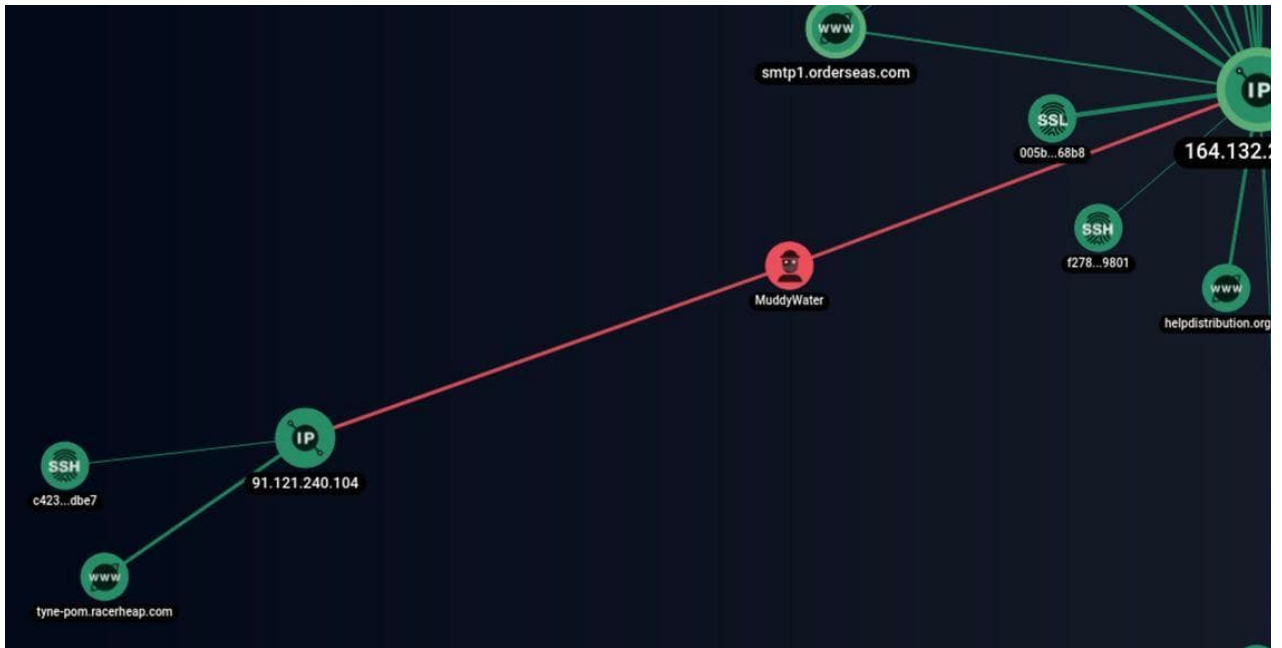 www
smtp1.orderseas.com
IP
SSL
005b...68b8
164.132.2
SSH
f278...9801
MuddyWater
www
helpdistribution.org
IP
91.121.240.104
SSH
c423...dbe7
www
tyne-pom.racerheap.com